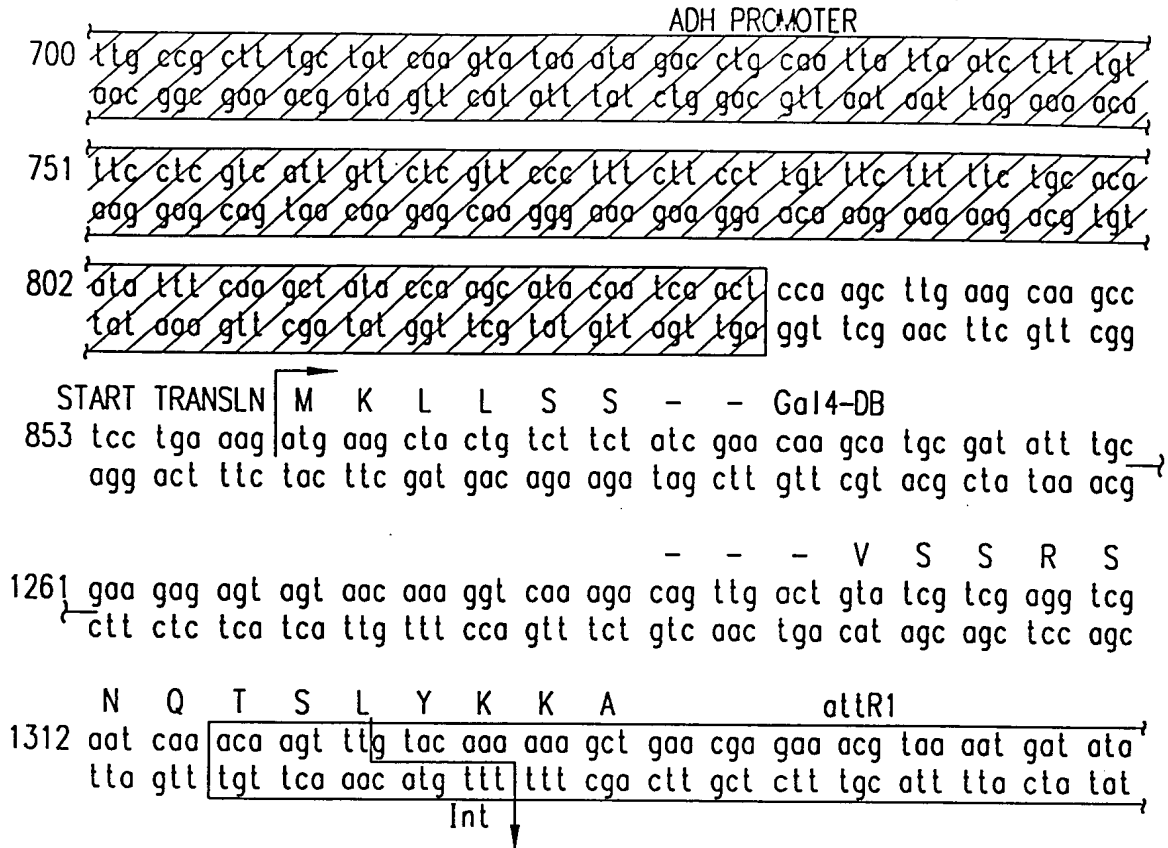 ADH PROMOTER
700 ttg ccg ctt tgc tat caa gta taa ata gac ctg caa tta tta atc ttt tgt
aac ggc gaa acg ata gtt cat att tat ctg gac gtt aat aat tag aaa aca
751 ttc ctc gtc att gtt ctc gtt ccc ttt ctt cct tgt ttc ttt ttc tgc aca
aag gag cag taa caa gag caa ggg aaa gaa gga aca aag aaa aag acg tgt
802 ata ttt caa gct ata cca agc ata caa tca act cca agc ttg aag caa gcc
tat aaa gtt cga tat ggt tcg tat gtt agt tga ggt tcg aac ttc gtt cgg
START TRANSLN M K L L S S - - Gal4-DB
853 tcc tga aag atg aag cta ctg tct tct atc gaa caa gca tgc gat att tgc
agg act ttc tac ttc gat gac aga aga tag ctt gtt cgt acg cta taa acg
- - - V S S R S
1261 gaa gag agt agt aac aaa ggt caa aga cag ttg act gta tcg tcg agg tcg
ctt ctc tca tca ttg ttt cca gtt tct gtc aac tga cat agc agc tcc agc
N Q T S L Y K K A attR1
1312 aat caa aca agt ttg tac aaa aaa gct gaa cga gaa acg taa aat gat ata
tta gtt tgt tca aac atg ttt ttt cga ctt gct ctt tgc att tta cta tat
Int